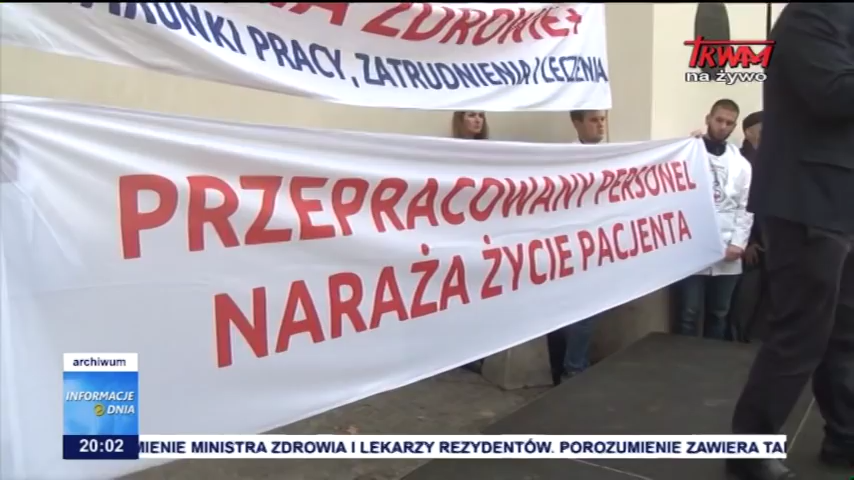 ZDROWIE?
KI PRACY, ZATRUDNIENIA I LECZENIA
TRWAM
na żywo
PRZEPRACOWANY PERSONEL
NARAŻA ŻYCIE PACJENTA
archiwum
INFORMACJE
DNIA
20:02
MIENIE MINISTRA ZDROWIA I LEKARZY REZYDENTÓW. POROZUMIENIE ZAWIERA TA